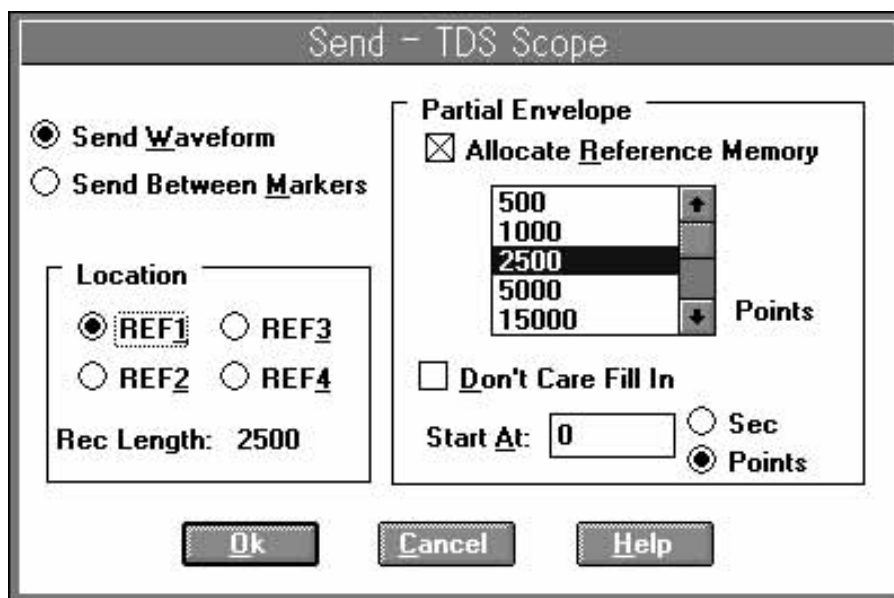 Send - TDS Scope
Send Waveform
Send Between Markers
Location
REF1 REF3
REF2 REF4
Rec Length: 2500
Partial Envelope
Allocate Reference Memory
500
1000
2500
5000
15000
Points
Don't Care Fill In
Start At: 0
Sec
Points
Ok Cancel Help